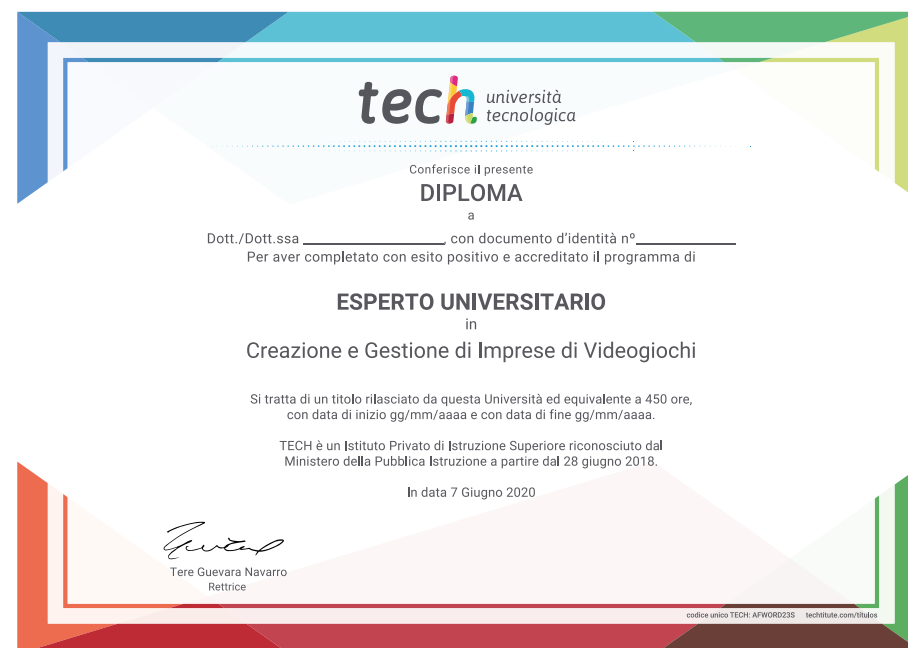 tech università
tecnologica
Conferisce il presente
DIPLOMA
a
Dott./Dott.ssa ____________________, con documento d'identità nº______________
Per aver completato con esito positivo e accreditato il programma di
ESPERTO UNIVERSITARIO
in
Creazione e Gestione di Imprese di Videogiochi
Si tratta di un titolo rilasciato da questa Università ed equivalente a 450 ore,
con data di inizio gg/mm/aaaa e con data di fine gg/mm/aaaa.
TECH è un Istituto Privato di Istruzione Superiore riconosciuto dal
Ministero della Pubblica Istruzione a partire dal 28 giugno 2018.
In data 7 Giugno 2020
Tere Guevara Navarro
Rettrice
codice unico TECH: AFWORD23S techtitute.com/títulos